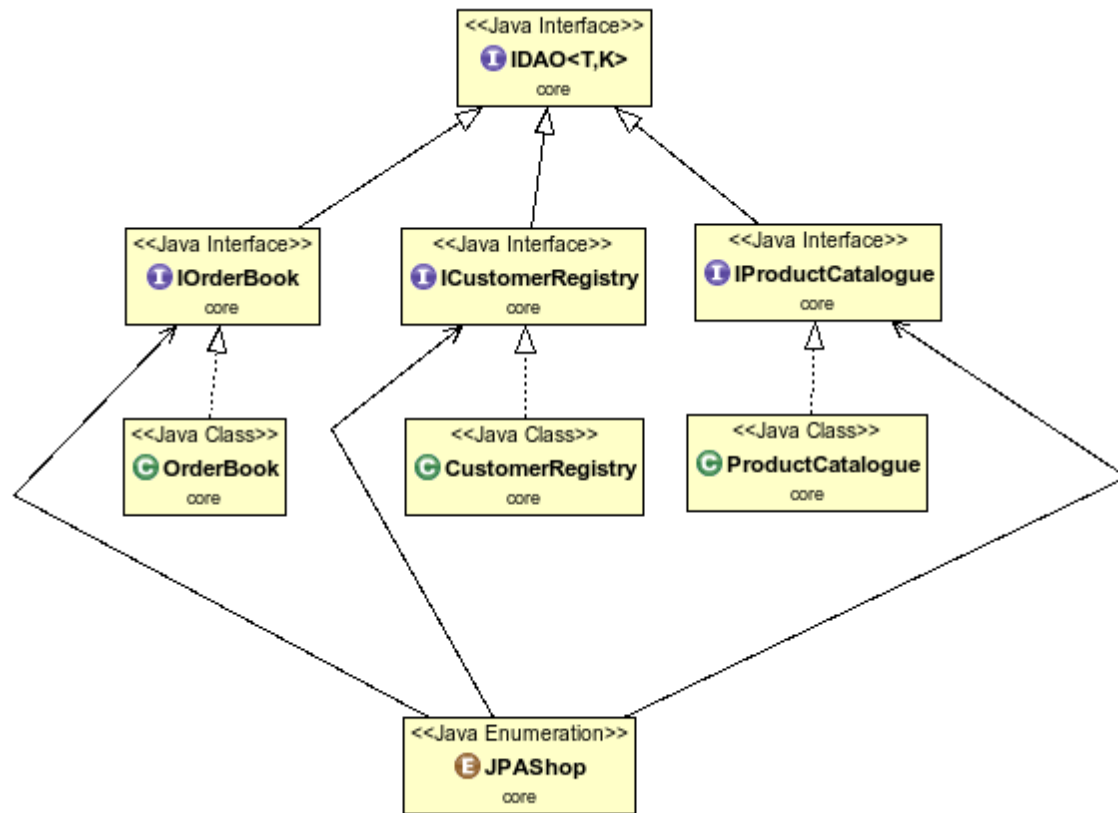 <<Java Interface>>
I IDAO<T,K>
core
<<Java Interface>>
I IOrderBook
core
<<Java Interface>>
I ICustomerRegistry
core
<<Java Interface>>
I IProductCatalogue
core
<<Java Class>>
C OrderBook
core
<<Java Class>>
C CustomerRegistry
core
<<Java Class>>
C ProductCatalogue
core
<<Java Enumeration>>
E JPAShop
core